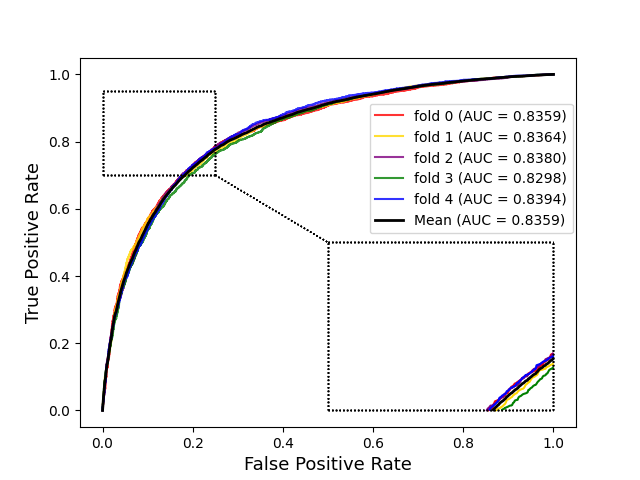 1.0
0.8
0.6
0.4
0.2
0.0
True Positive Rate
fold 0 (AUC = 0.8359)
fold 1 (AUC = 0.8364)
fold 2 (AUC = 0.8380)
fold 3 (AUC = 0.8298)
fold 4 (AUC = 0.8394)
Mean (AUC = 0.8359)
0.0 0.2 0.4 0.6 0.8 1.0
False Positive Rate